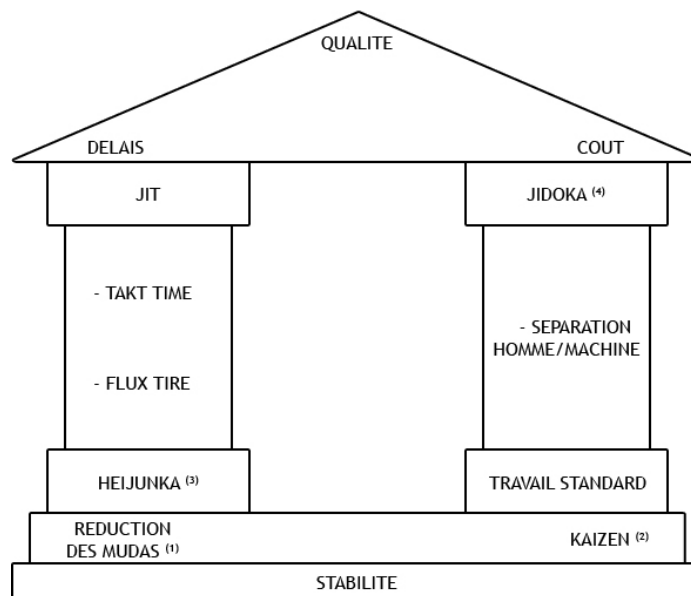 QUALITE
DELAIS COUT
JIT JIDOKA (4)
- TAKT TIME
- SEPARATION
HOMME/MACHINE
- FLUX TIRE
HEIJUNKA (3) TRAVAIL STANDARD
REDUCTION
DES MUDAS (1)
KAIZEN (2)
STABILITE